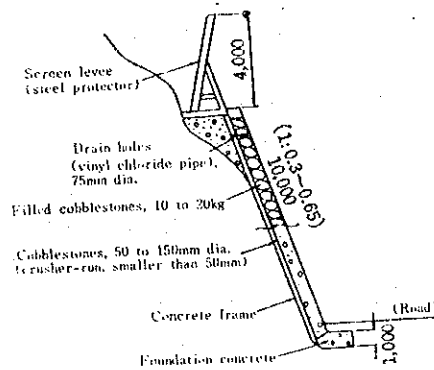 Screen levee
(steel protector)
4,000
Drain holes
(vinyl chloride pipe),
75mm dia.
(1:0.3~0.65)
10,000
Filled cobblestones, 10 to 20kg
Cobblestones, 50 to 150mm dia.
(crusher-run, smaller than 50mm)
Concrete frame
(Road)
Foundation concrete
1,000